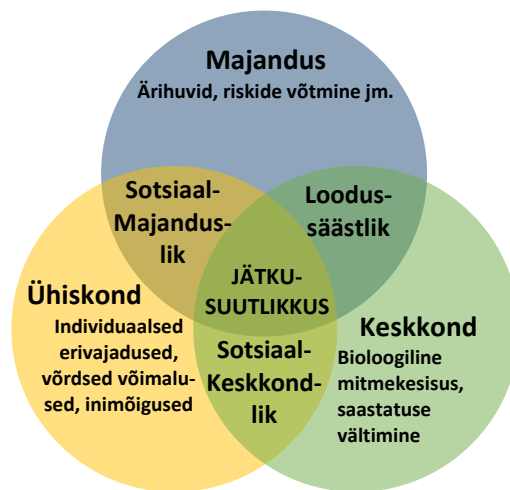 Majandus
Ärihuvid, riskide võtmine jm.
Sotsiaal-
Majandus-
lik
Loodus-
säästlik
JÄTKU-
SUUTLIKKUS
Ühiskond
Individuaalsed
erivajadused,
võrdsed võimalu-
sed, inimõigused
Sotsiaal-
Keskkond-
lik
Keskkond
Bioloogiline
mitmekesisus,
saastatuse
vältimine